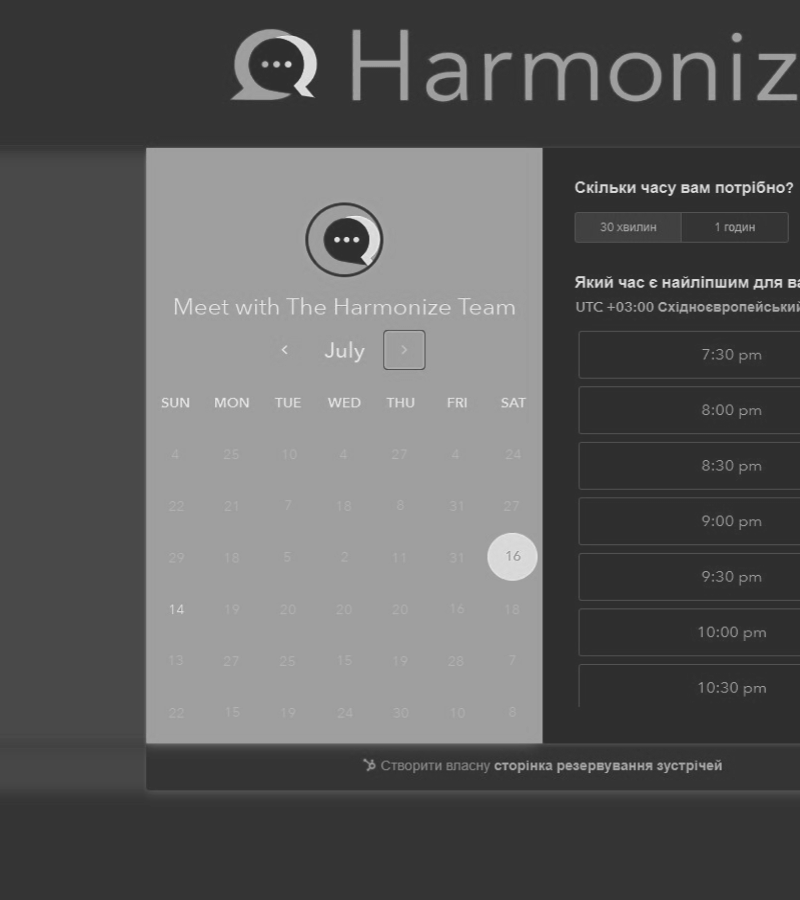 Harmoniz
Meet with The Harmonize Team
July
SUN MON TUE WED THU FRI SAT
4 25 10 4 27 4 24
22 21 7 18 8 31 27
29 18 5 2 11 31 16
14 19 20 20 20 16 18
13 27 25 15 19 28 7
22 15 19 24 30 10 8
Скільки часу вам потрібно?
30 хвилин 1 годин
Який час є найліпшим для ва
UTC +03:00 Східноєвропейський
7:30 pm
8:00 pm
8:30 pm
9:00 pm
9:30 pm
10:00 pm
10:30 pm
Створити власну сторінка резервування зустрічей